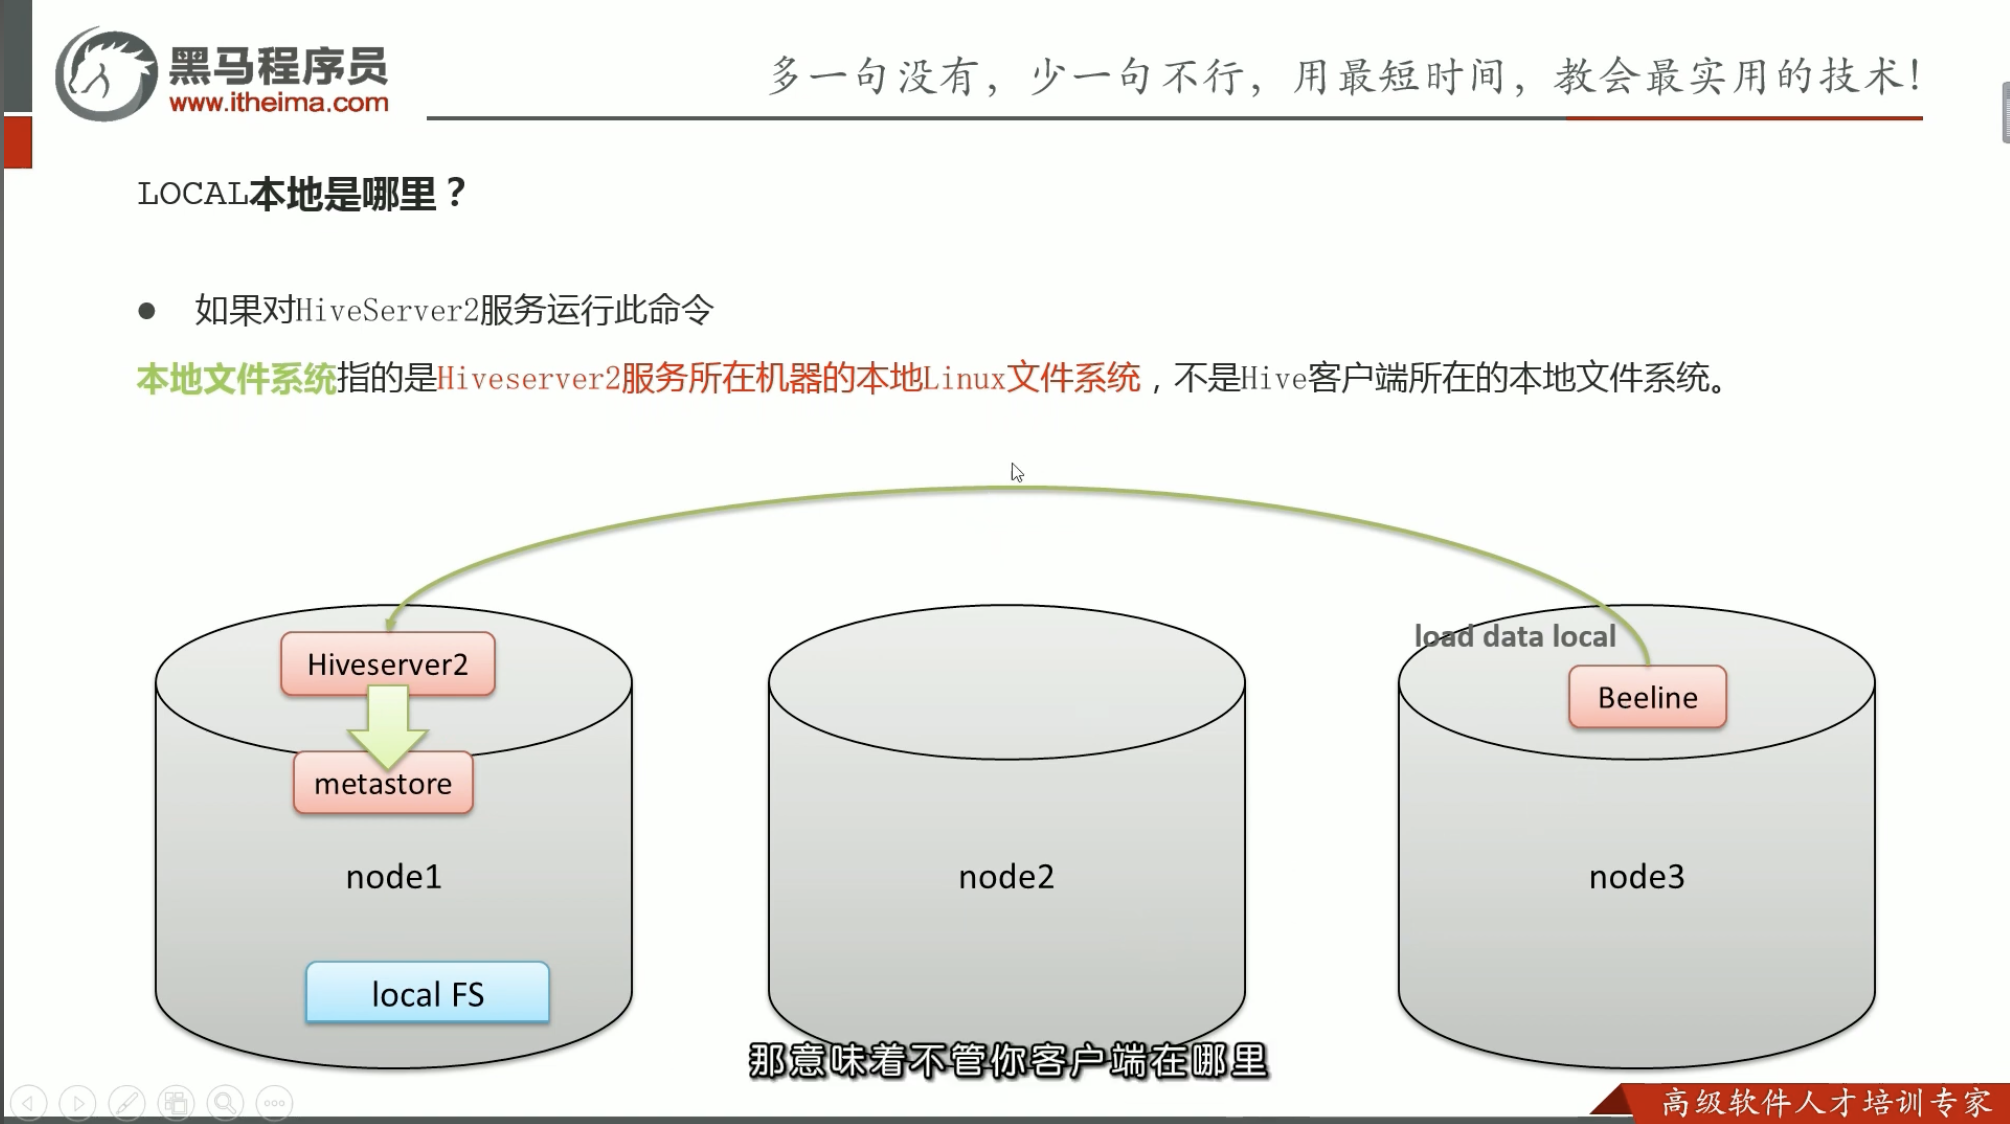 黑马程序员
www.itheima.com
多一句没有，少一句不行，用最短时间，教会最实用的技术！
LOCAL本地是哪里？
● 如果对HiveServer2服务运行此命令
本地文件系统指的是Hiveserver2服务所在机器的本地Linux文件系统，不是Hive客户端所在的本地文件系统。
Hiveserver2
metastore
node1
local FS
node2
load data local
Beeline
node3
那意味着不管你客户端在哪里
高级软件人才培训专家